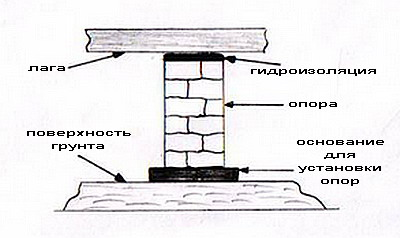 лага
гидроизоляция
опора
поверхность
грунта
основание
для
установки
опор